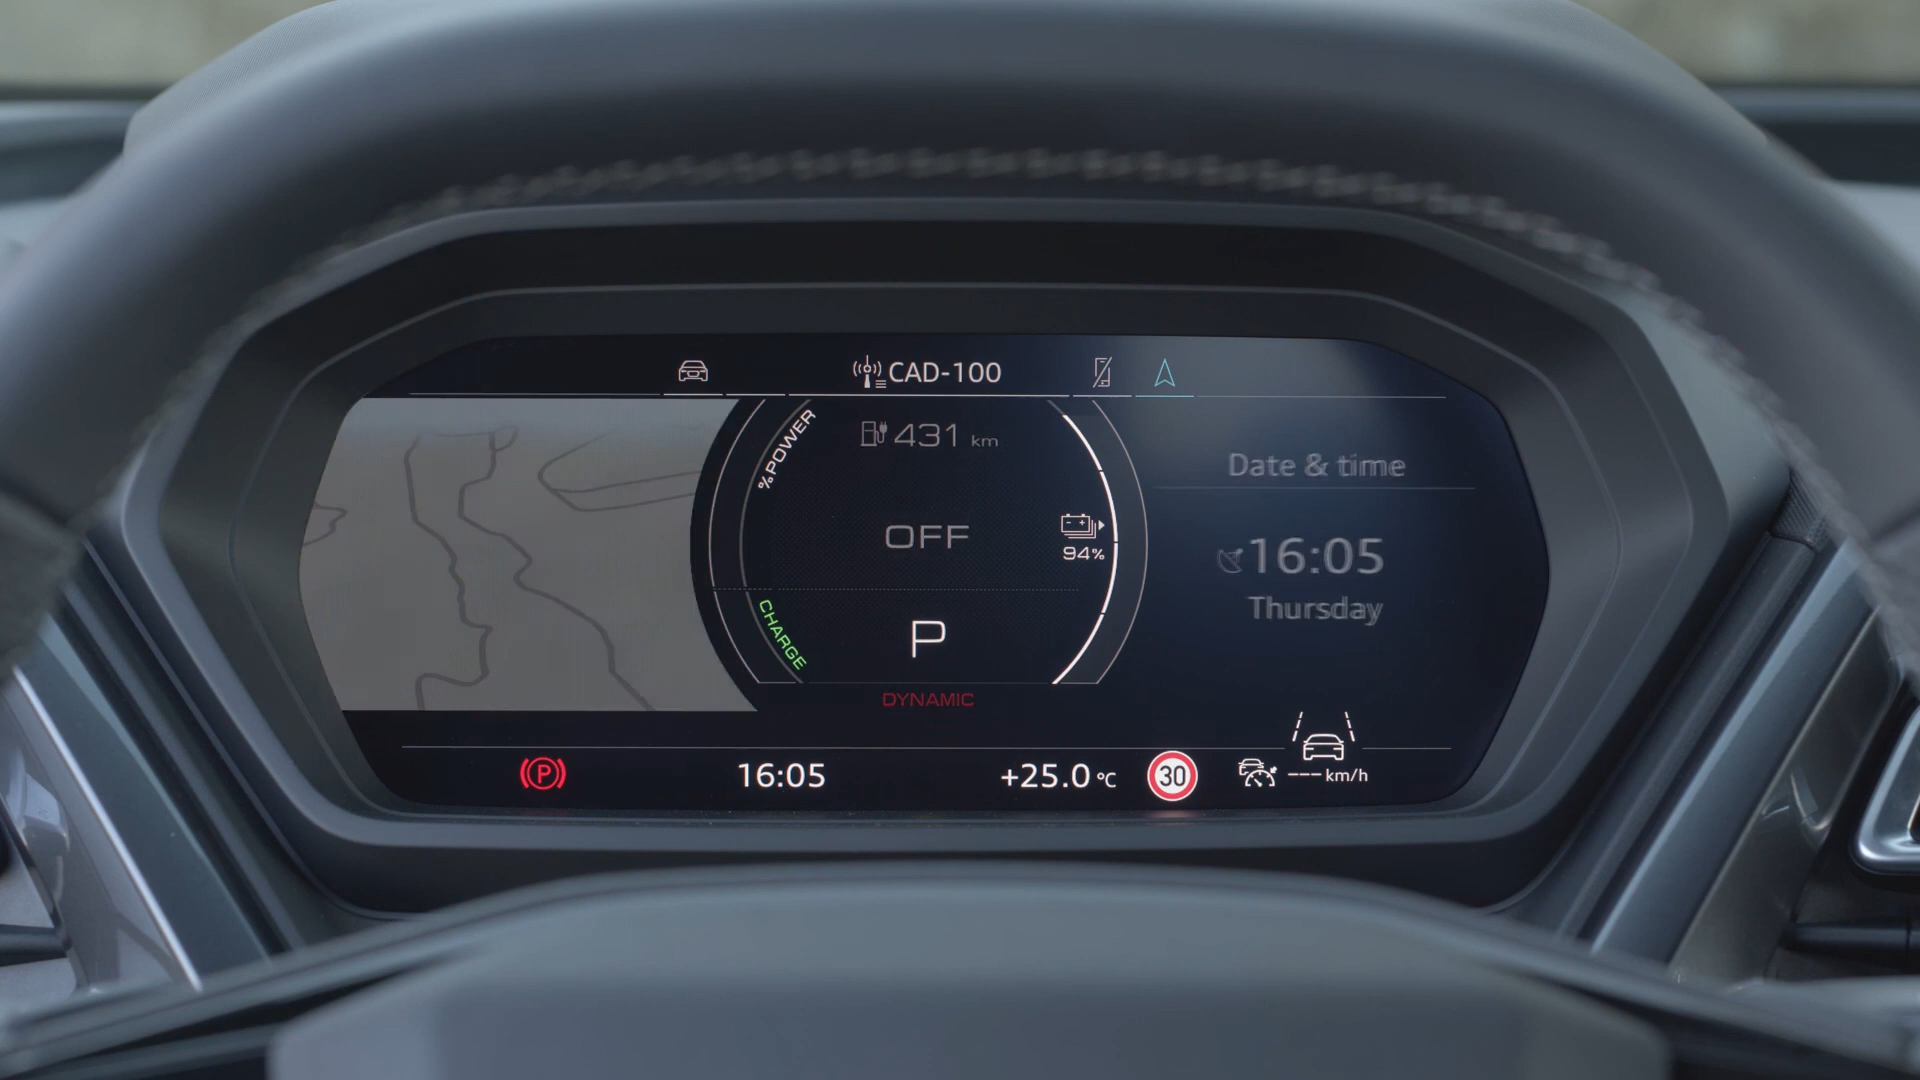 CAD-100
%POWER
431 km
Date & time
OFF
94%
16:05
Thursday
CHARGE
P
DYNAMIC
P
16:05
+25.0 °C
30
---km/h